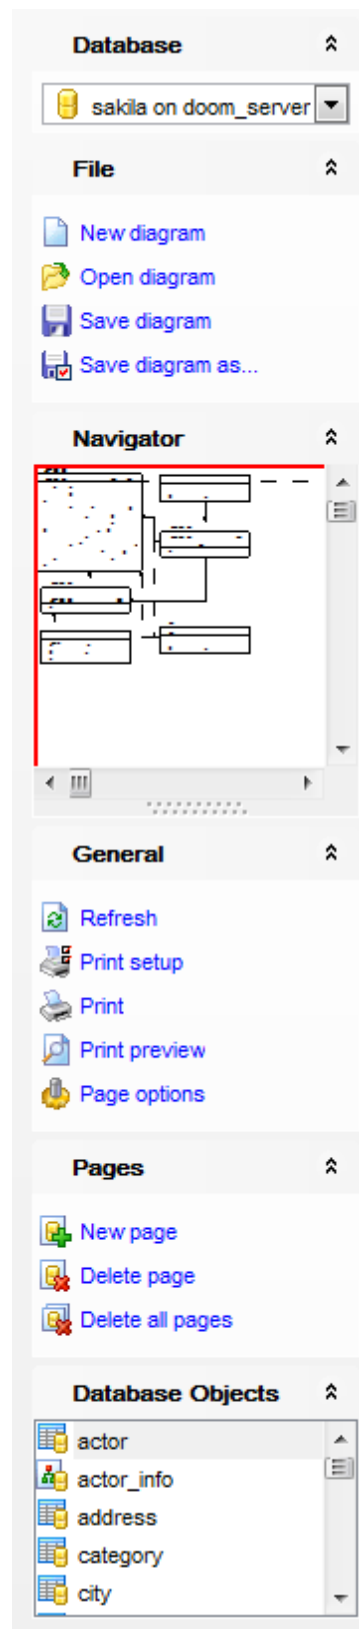 Database
sakila on doom_server
File
New diagram
Open diagram
Save diagram
Save diagram as...
Navigator
General
Refresh
Print setup
Print
Print preview
Page options
Pages
New page
Delete page
Delete all pages
Database Objects
actor
actor_info
address
category
city